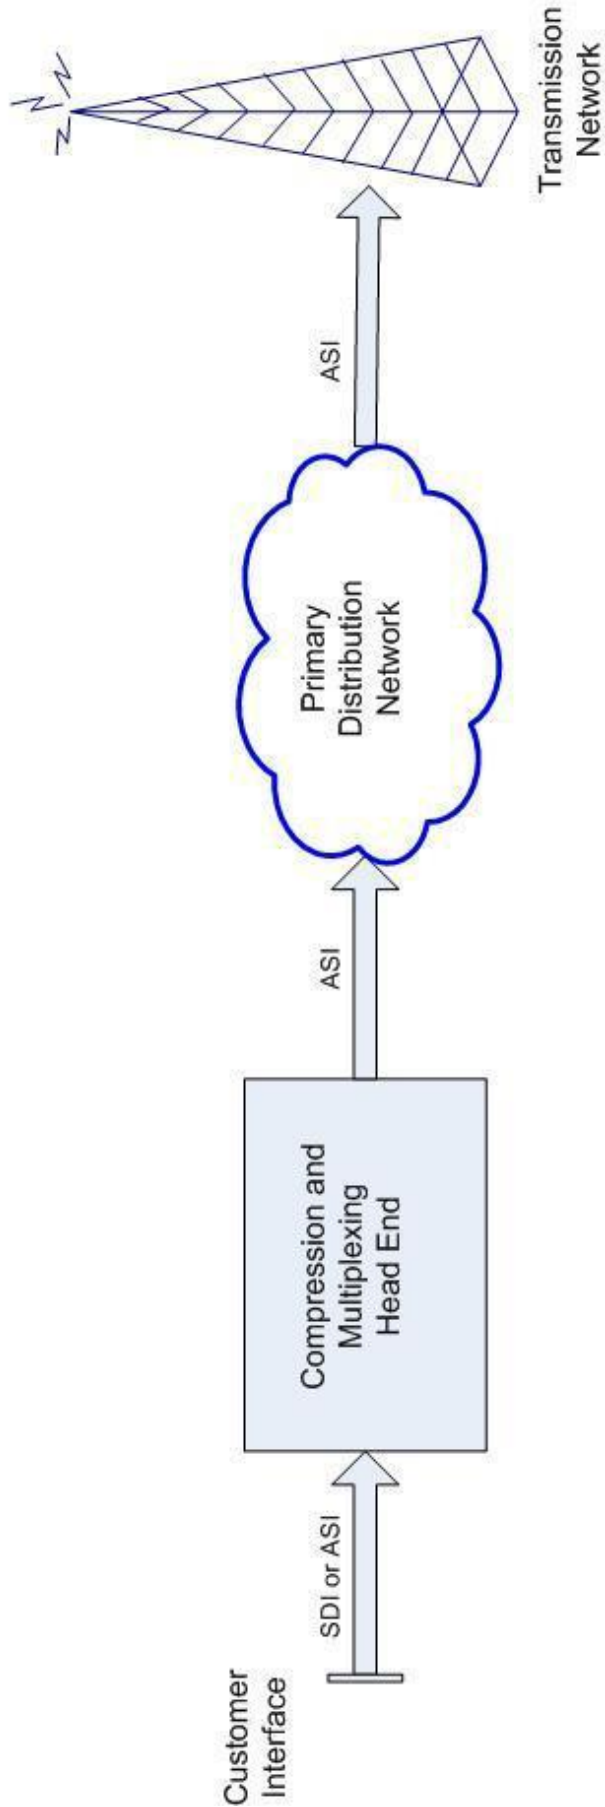 Customer
Interface
SDI or ASI
Compression and
Multiplexing
Head End
ASI
Primary
Distribution
Network
ASI
Transmission
Network